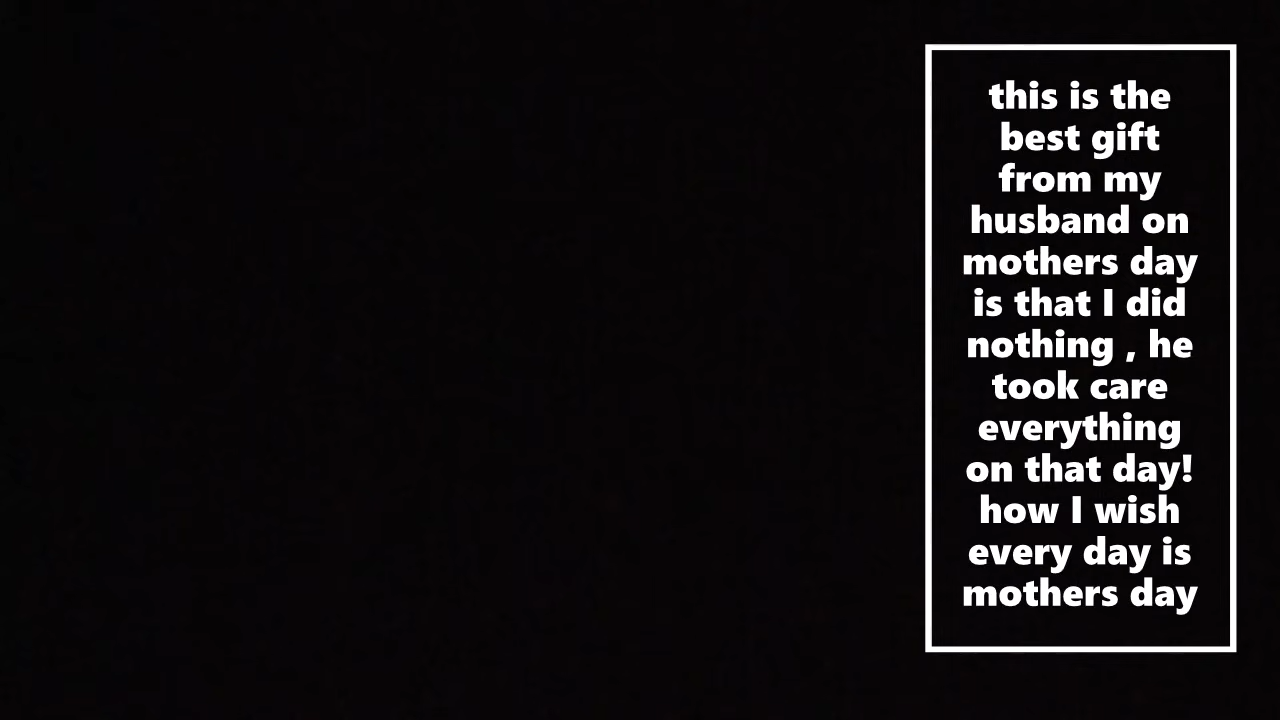 this is the
best gift
from my
husband on
mothers day
is that I did
nothing , he
took care
everything
on that day!
how I wish
every day is
mothers day